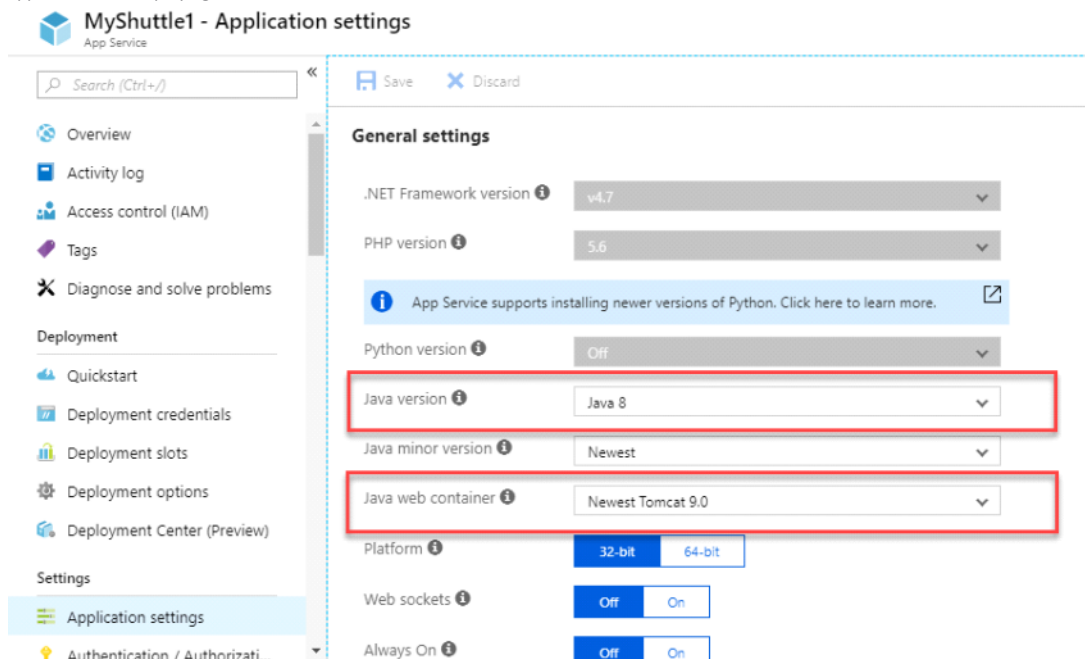 MyShuttle1 - Application settings
App Service
Search (Ctrl+/)
«
Overview
Activity log
Access control (IAM)
Tags
Diagnose and solve problems
Deployment
Quickstart
Deployment credentials
Deployment slots
Deployment options
Deployment Center (Preview)
Settings
Application settings
Authentication / Authorizati...
Save Discard
General settings
.NET Framework version v4.7
PHP version 5.6
App Service supports installing newer versions of Python. Click here to learn more.
Python version Off
Java version Java 8
Java minor version Newest
Java web container Newest Tomcat 9.0
Platform 32-bit 64-bit
Web sockets Off On
Always On Off On